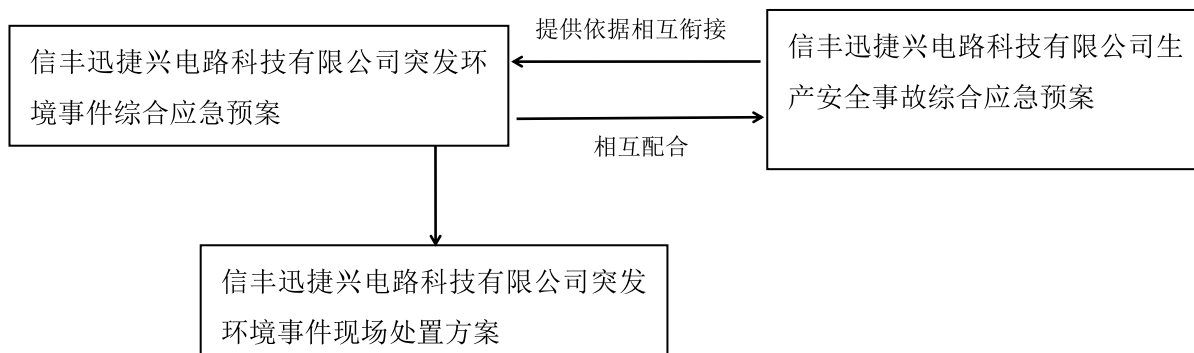 提供依据相互衔接
信丰迅捷兴电路科技有限公司突发环
境事件综合应急预案
信丰迅捷兴电路科技有限公司生
产安全事故综合应急预案
相互配合
信丰迅捷兴电路科技有限公司突发
环境事件现场处置方案